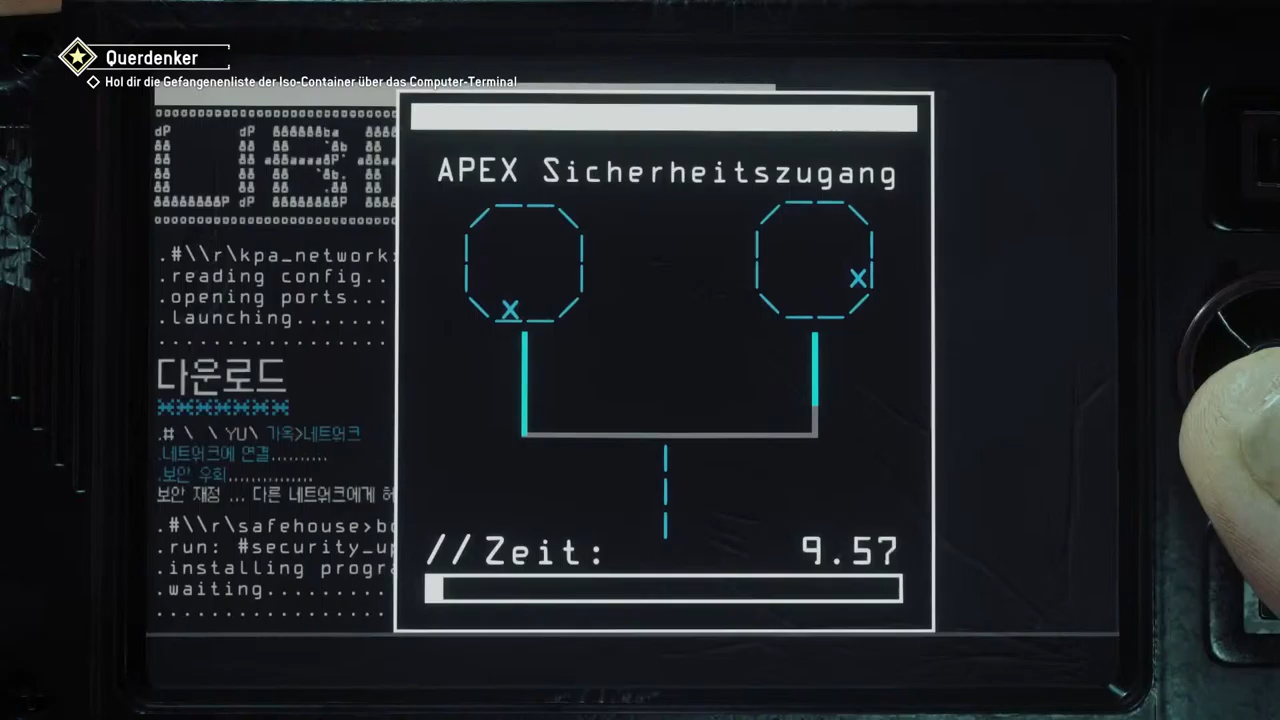 Querdenker
Hol dir die Gefangenenliste der Iso-Container über das Computer-Terminal
APEX Sicherheitszugang
X
X
.#\\r\kpa_network>
.reading config..
.opening ports...
.launching.......
다운로드
.# \ \ YU\ 가옥>네트워크
.네트워크에 연결..........
.보안 우회...............
보안 재정 ... 다른 네트워크에게 허
.#\\r\safehouse>bo
.run: #security_up
.installing progra
.waiting.........
//Zeit: 9.57